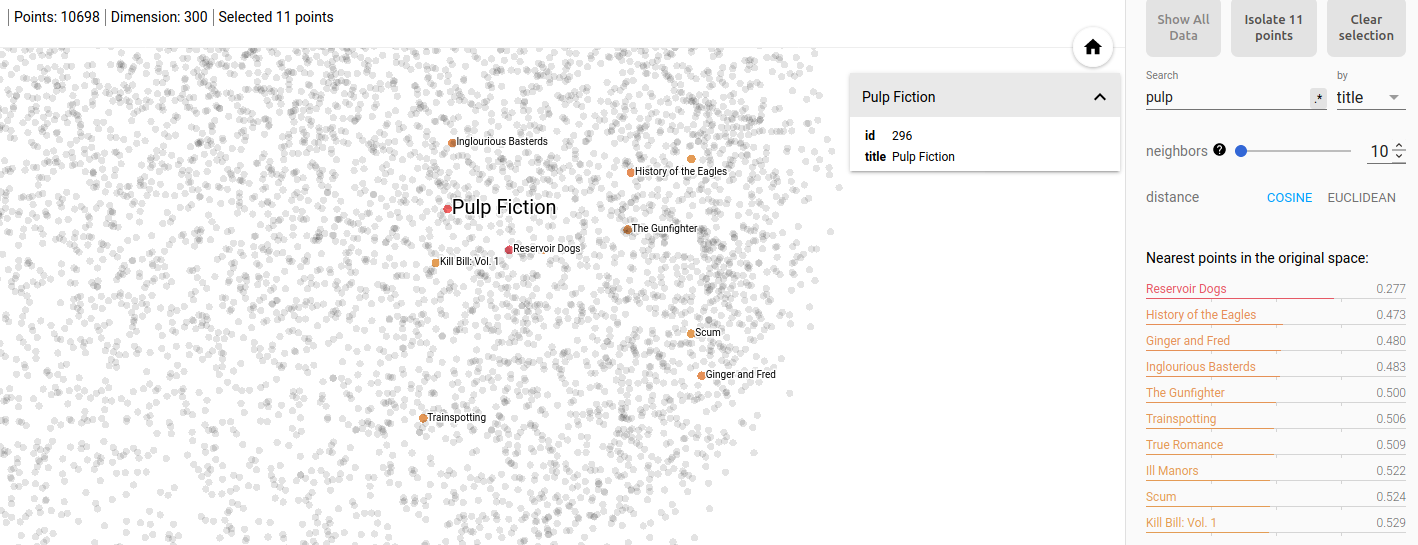 Points: 10698 | Dimension: 300 | Selected 11 points
Show All Data
Isolate 11 points
Clear selection
Search
by
pulp
.*
title
neighbors ?
10
distance
COSINE
EUCLIDEAN
Pulp Fiction
id 296
title Pulp Fiction
Inglourious Basterds
History of the Eagles
Pulp Fiction
The Gunfighter
Reservoir Dogs
Kill Bill: Vol. 1
Scum
Ginger and Fred
Trainspotting
Nearest points in the original space:
Reservoir Dogs 0.277
History of the Eagles 0.473
Ginger and Fred 0.480
Inglourious Basterds 0.483
The Gunfighter 0.500
Trainspotting 0.506
True Romance 0.509
Ill Manors 0.522
Scum 0.524
Kill Bill: Vol. 1 0.529